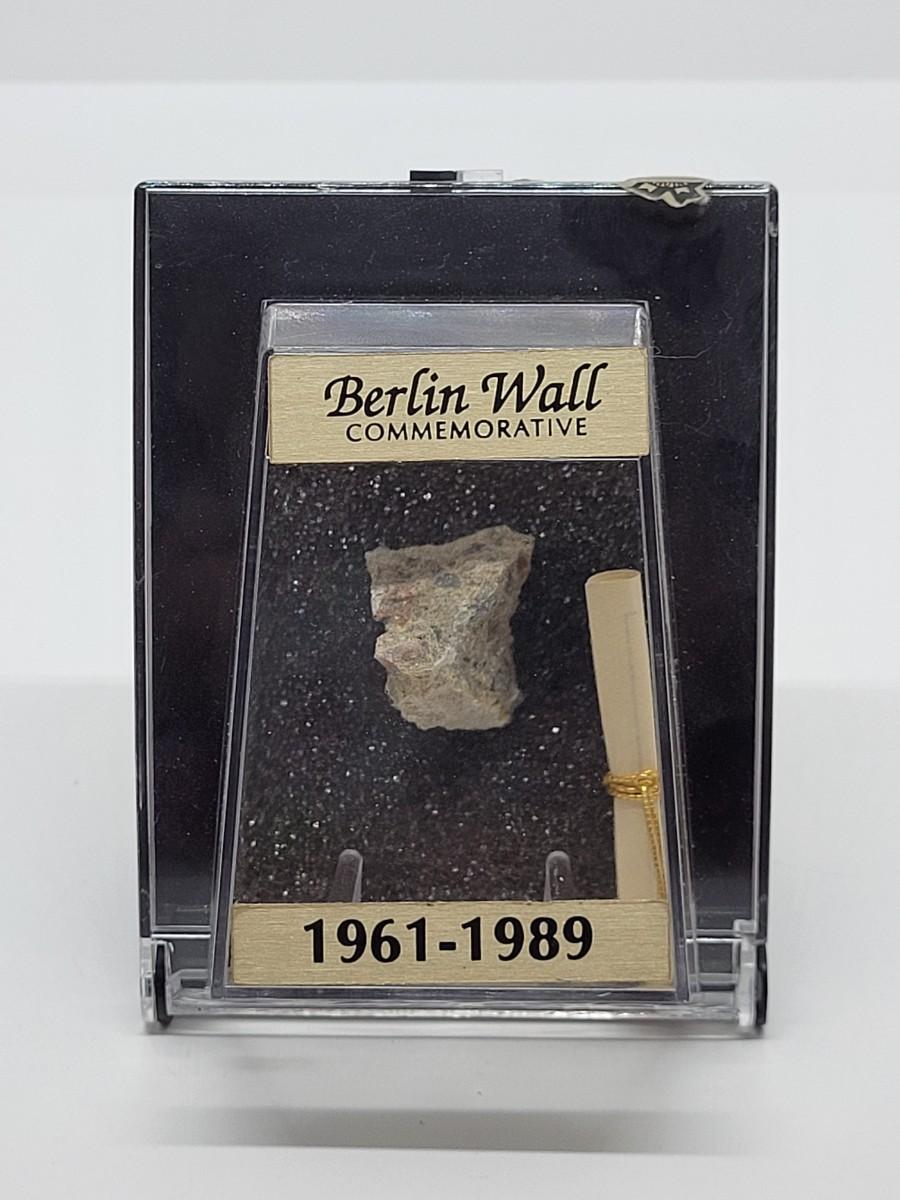 Berlin Wall
COMMEMORATIVE
1961-1989